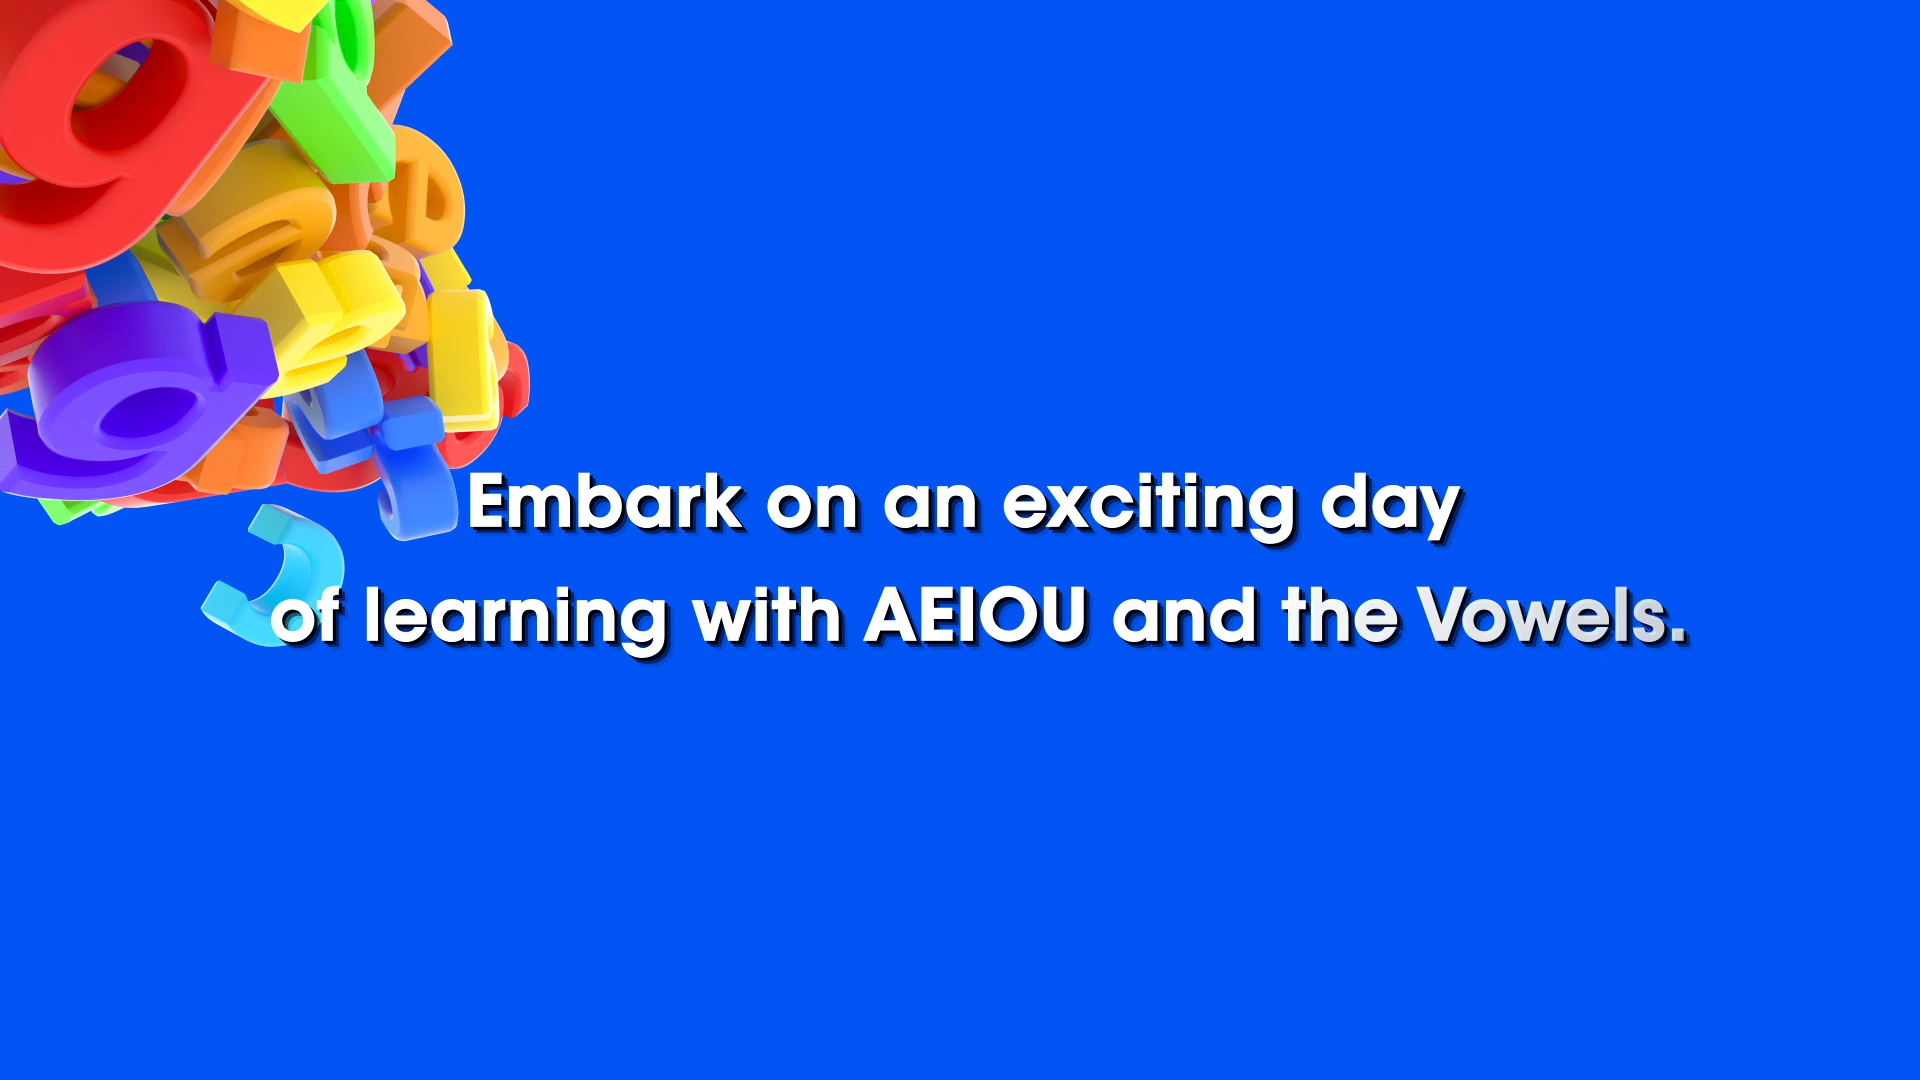 Embark on an exciting day
of learning with AEIOU and the Vowels.